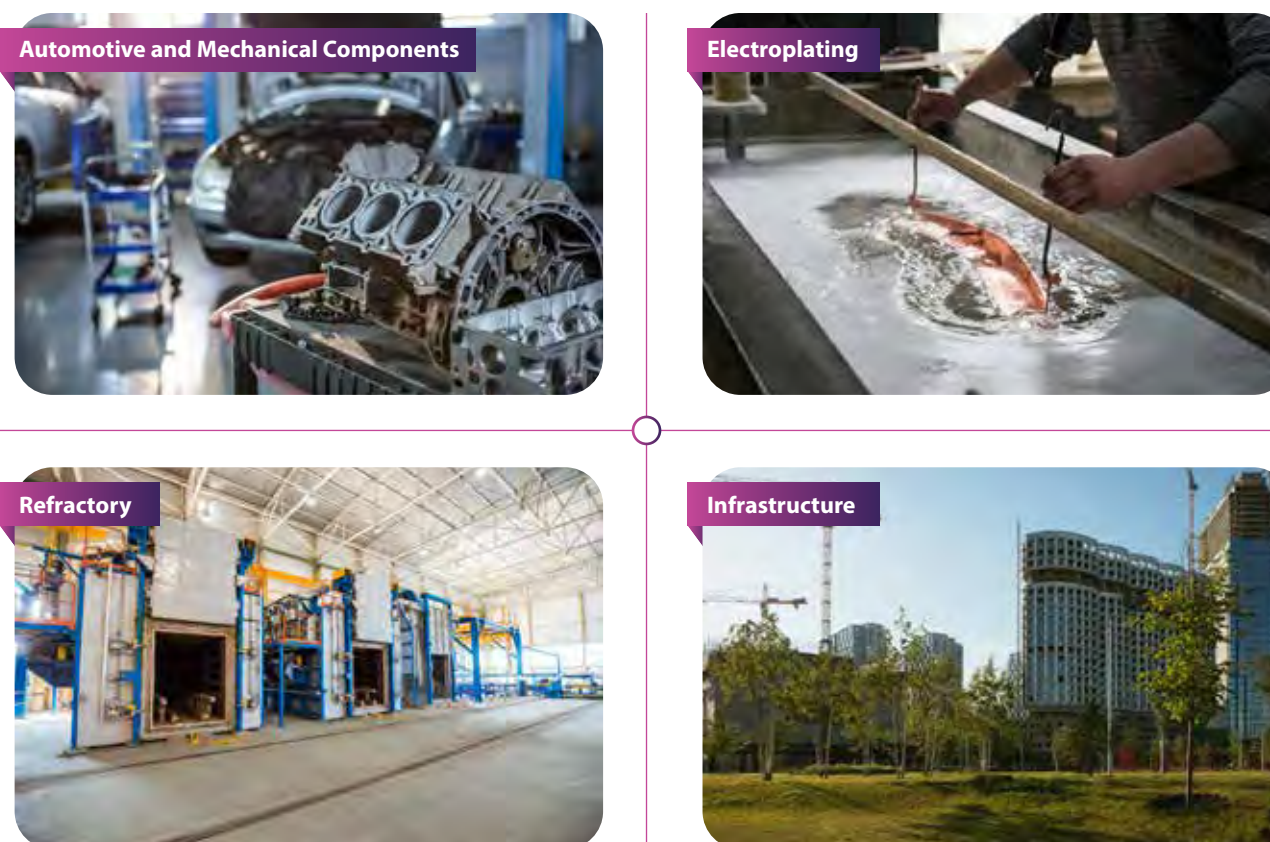 Automotive and Mechanical Components
Electroplating
Refractory
Infrastructure